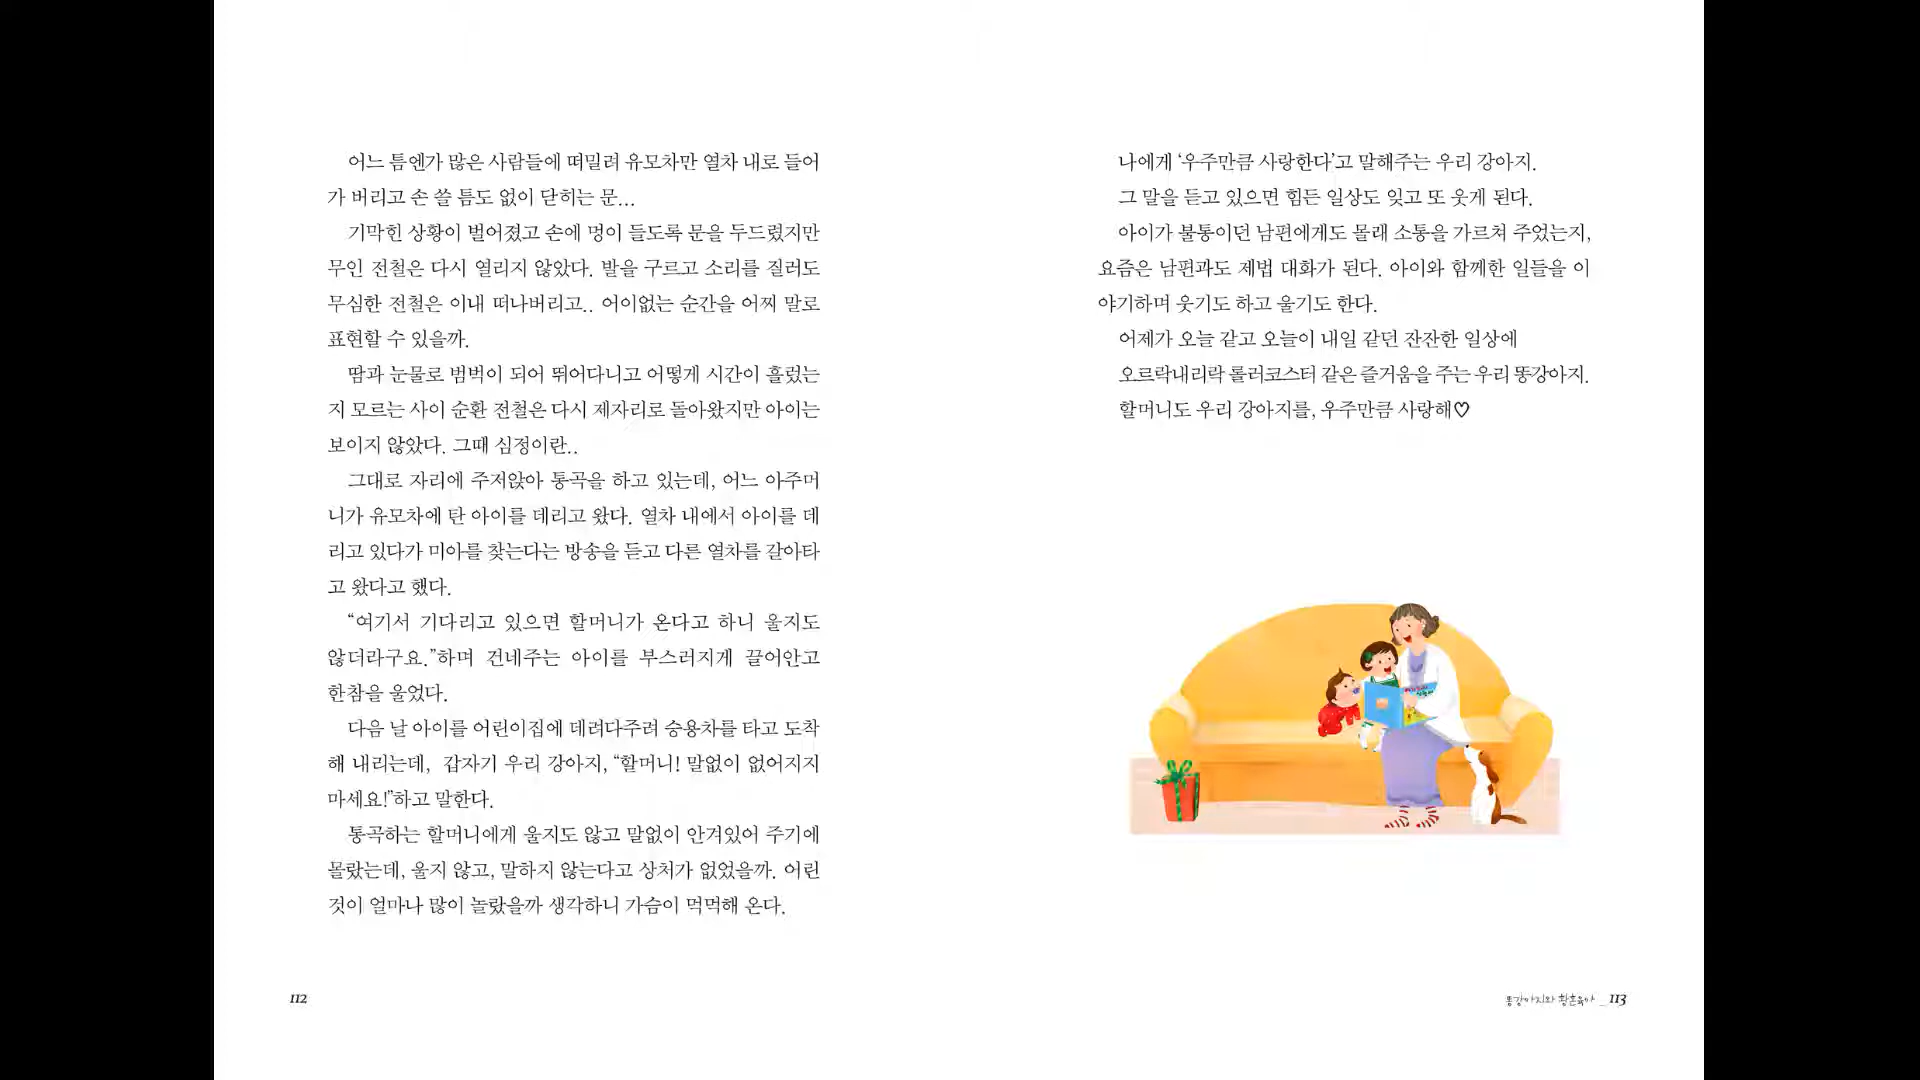 어느 틈엔가 많은 사람들에 떠밀려 유모차만 열차 내로 들어
가 버리고 손 쓸 틈도 없이 닫히는 문...
기막힌 상황이 벌어졌고 손에 멍이 들도록 문을 두드렸지만
무인 전철은 다시 열리지 않았다. 발을 구르고 소리를 질러도
무심한 전철은 이내 떠나버리고.. 어이없는 순간을 어찌 말로
표현할 수 있을까.
땀과 눈물로 범벅이 되어 뛰어다니고 어떻게 시간이 흘렀는
지 모르는 사이 순환 전철은 다시 제자리로 돌아왔지만 아이는
보이지 않았다. 그때 심정이란..
그대로 자리에 주저앉아 통곡을 하고 있는데, 어느 아주머
니가 유모차에 탄 아이를 데리고 왔다. 열차 내에서 아이를 데
리고 있다가 미아를 찾는다는 방송을 듣고 다른 열차를 갈아타
고 왔다고 했다.
“여기서 기다리고 있으면 할머니가 온다고 하니 울지도
않더라구요.”하며 건네주는 아이를 부스러지게 끌어안고
한참을 울었다.
다음 날 아이를 어린이집에 데려다주려 승용차를 타고 도착
해 내리는데, 갑자기 우리 강아지, “할머니! 말없이 없어지지
마세요!”하고 말한다.
통곡하는 할머니에게 울지도 않고 말없이 안겨있어 주기에
몰랐는데, 울지 않고, 말하지 않는다고 상처가 없었을까. 어린
것이 얼마나 많이 놀랐을까 생각하니 가슴이 먹먹해 온다.
112
나에게 ‘우주만큼 사랑한다’고 말해주는 우리 강아지.
그 말을 듣고 있으면 힘든 일상도 잊고 또 웃게 된다.
아이가 불통이던 남편에게도 몰래 소통을 가르쳐 주었는지,
요즘은 남편과도 제법 대화가 된다. 아이와 함께한 일들을 이
야기하며 웃기도 하고 울기도 한다.
어제가 오늘 같고 오늘이 내일 같던 잔잔한 일상에
오르락내리락 롤러코스터 같은 즐거움을 주는 우리 똥강아지.
할머니도 우리 강아지를, 우주만큼 사랑해♡
똥강아지와 황혼육아 _ 113